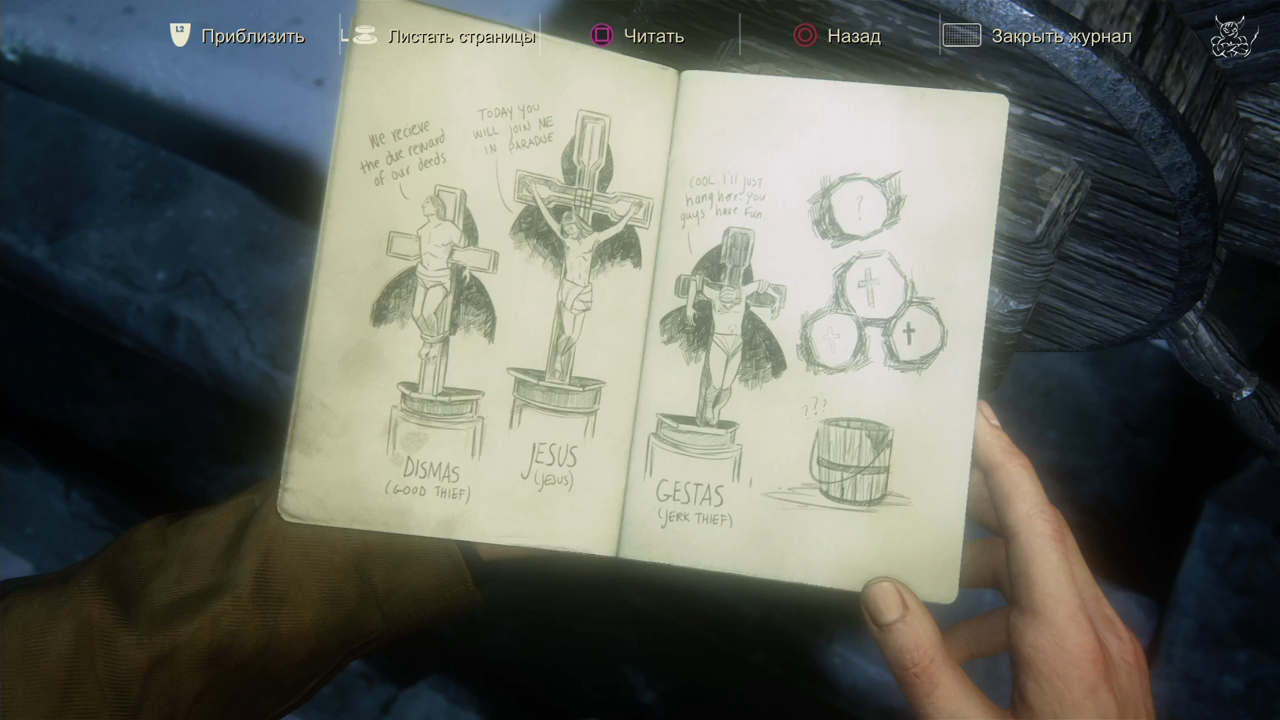 L2
Приблизить
L
Листать страницы
Читать
Назад
Закрыть журнал
We recieve
the due reward
of our deeds
TODAY YOU
WILL JOIN ME
IN PARADISE
DISMAS
(GOOD THIEF)
JESUS
(JESUS)
COOL. I'll JUST
hang here. You
guys have fun.
GESTAS
(JERK THIEF)
?
???